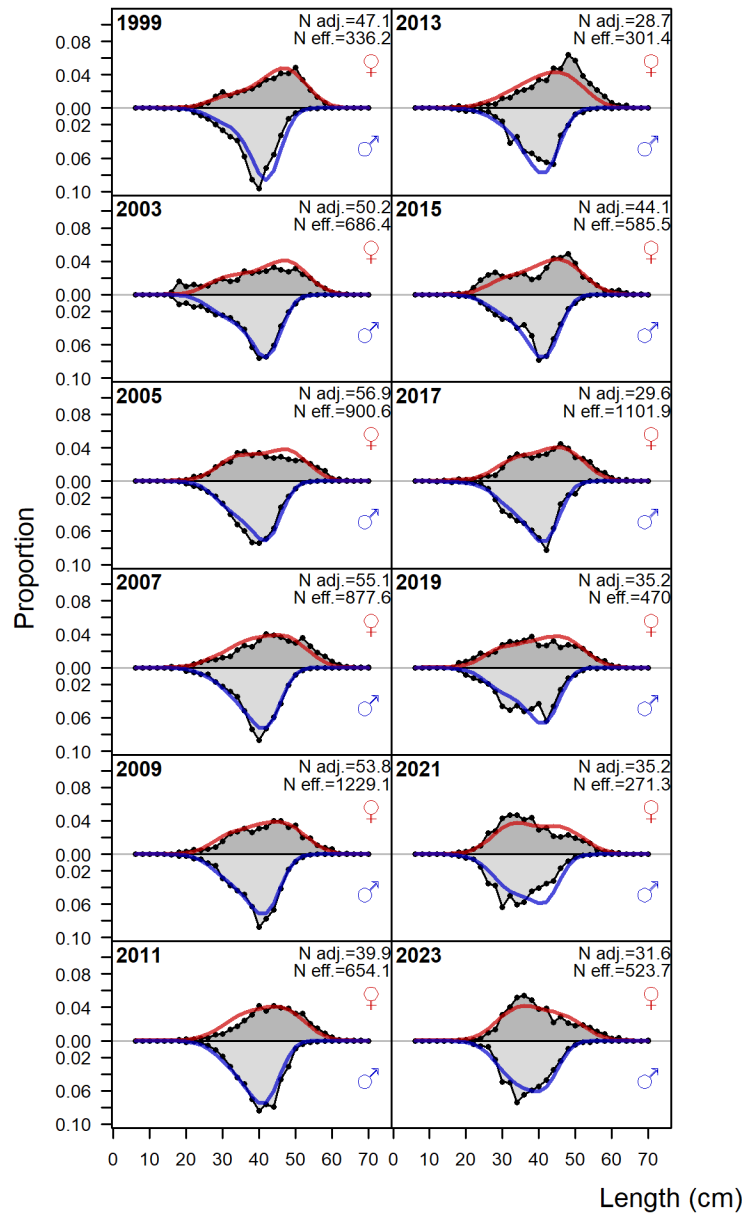 1999
N adj.=47.1
N eff.=336.2
♀
♂
2013
N adj.=28.7
N eff.=301.4
♀
♂
0.08
0.04
0.00
0.02
0.06
0.10
2003
N adj.=50.2
N eff.=686.4
♀
♂
2015
N adj.=44.1
N eff.=585.5
♀
♂
0.08
0.04
0.00
0.02
0.06
0.10
2005
N adj.=56.9
N eff.=900.6
♀
♂
2017
N adj.=29.6
N eff.=1101.9
♀
♂
0.08
0.04
0.00
0.02
0.06
0.10
Proportion
2007
N adj.=55.1
N eff.=877.6
♀
♂
2019
N adj.=35.2
N eff.=470
♀
♂
0.08
0.04
0.00
0.02
0.06
0.10
2009
N adj.=53.8
N eff.=1229.1
♀
♂
2021
N adj.=35.2
N eff.=271.3
♀
♂
0.08
0.04
0.00
0.02
0.06
0.10
2011
N adj.=39.9
N eff.=654.1
♀
♂
2023
N adj.=31.6
N eff.=523.7
♀
♂
0.08
0.04
0.00
0.02
0.06
0.10
0 10 20 30 40 50 60 70 0 10 20 30 40 50 60 70
Length (cm)